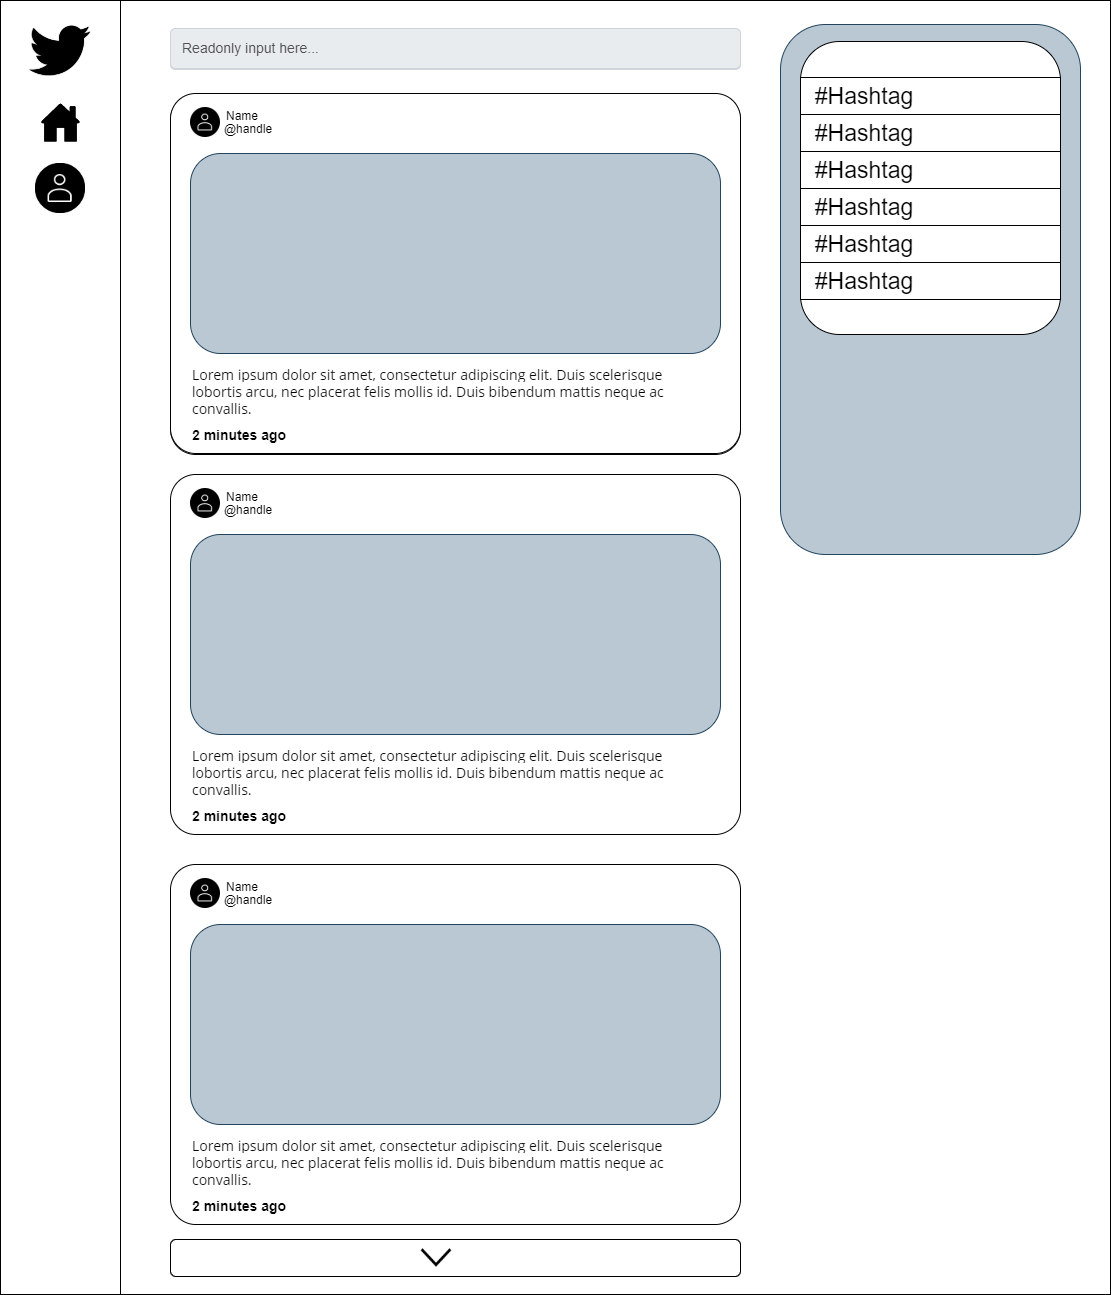 Readonly input here...
Name
@handle
Lorem ipsum dolor sit amet, consectetur adipiscing elit. Duis scelerisque
lobortis arcu, nec placerat felis mollis id. Duis bibendum mattis neque ac
convallis.
2 minutes ago
Name
@handle
Lorem ipsum dolor sit amet, consectetur adipiscing elit. Duis scelerisque
lobortis arcu, nec placerat felis mollis id. Duis bibendum mattis neque ac
convallis.
2 minutes ago
Name
@handle
Lorem ipsum dolor sit amet, consectetur adipiscing elit. Duis scelerisque
lobortis arcu, nec placerat felis mollis id. Duis bibendum mattis neque ac
convallis.
2 minutes ago
#Hashtag
#Hashtag
#Hashtag
#Hashtag
#Hashtag
#Hashtag